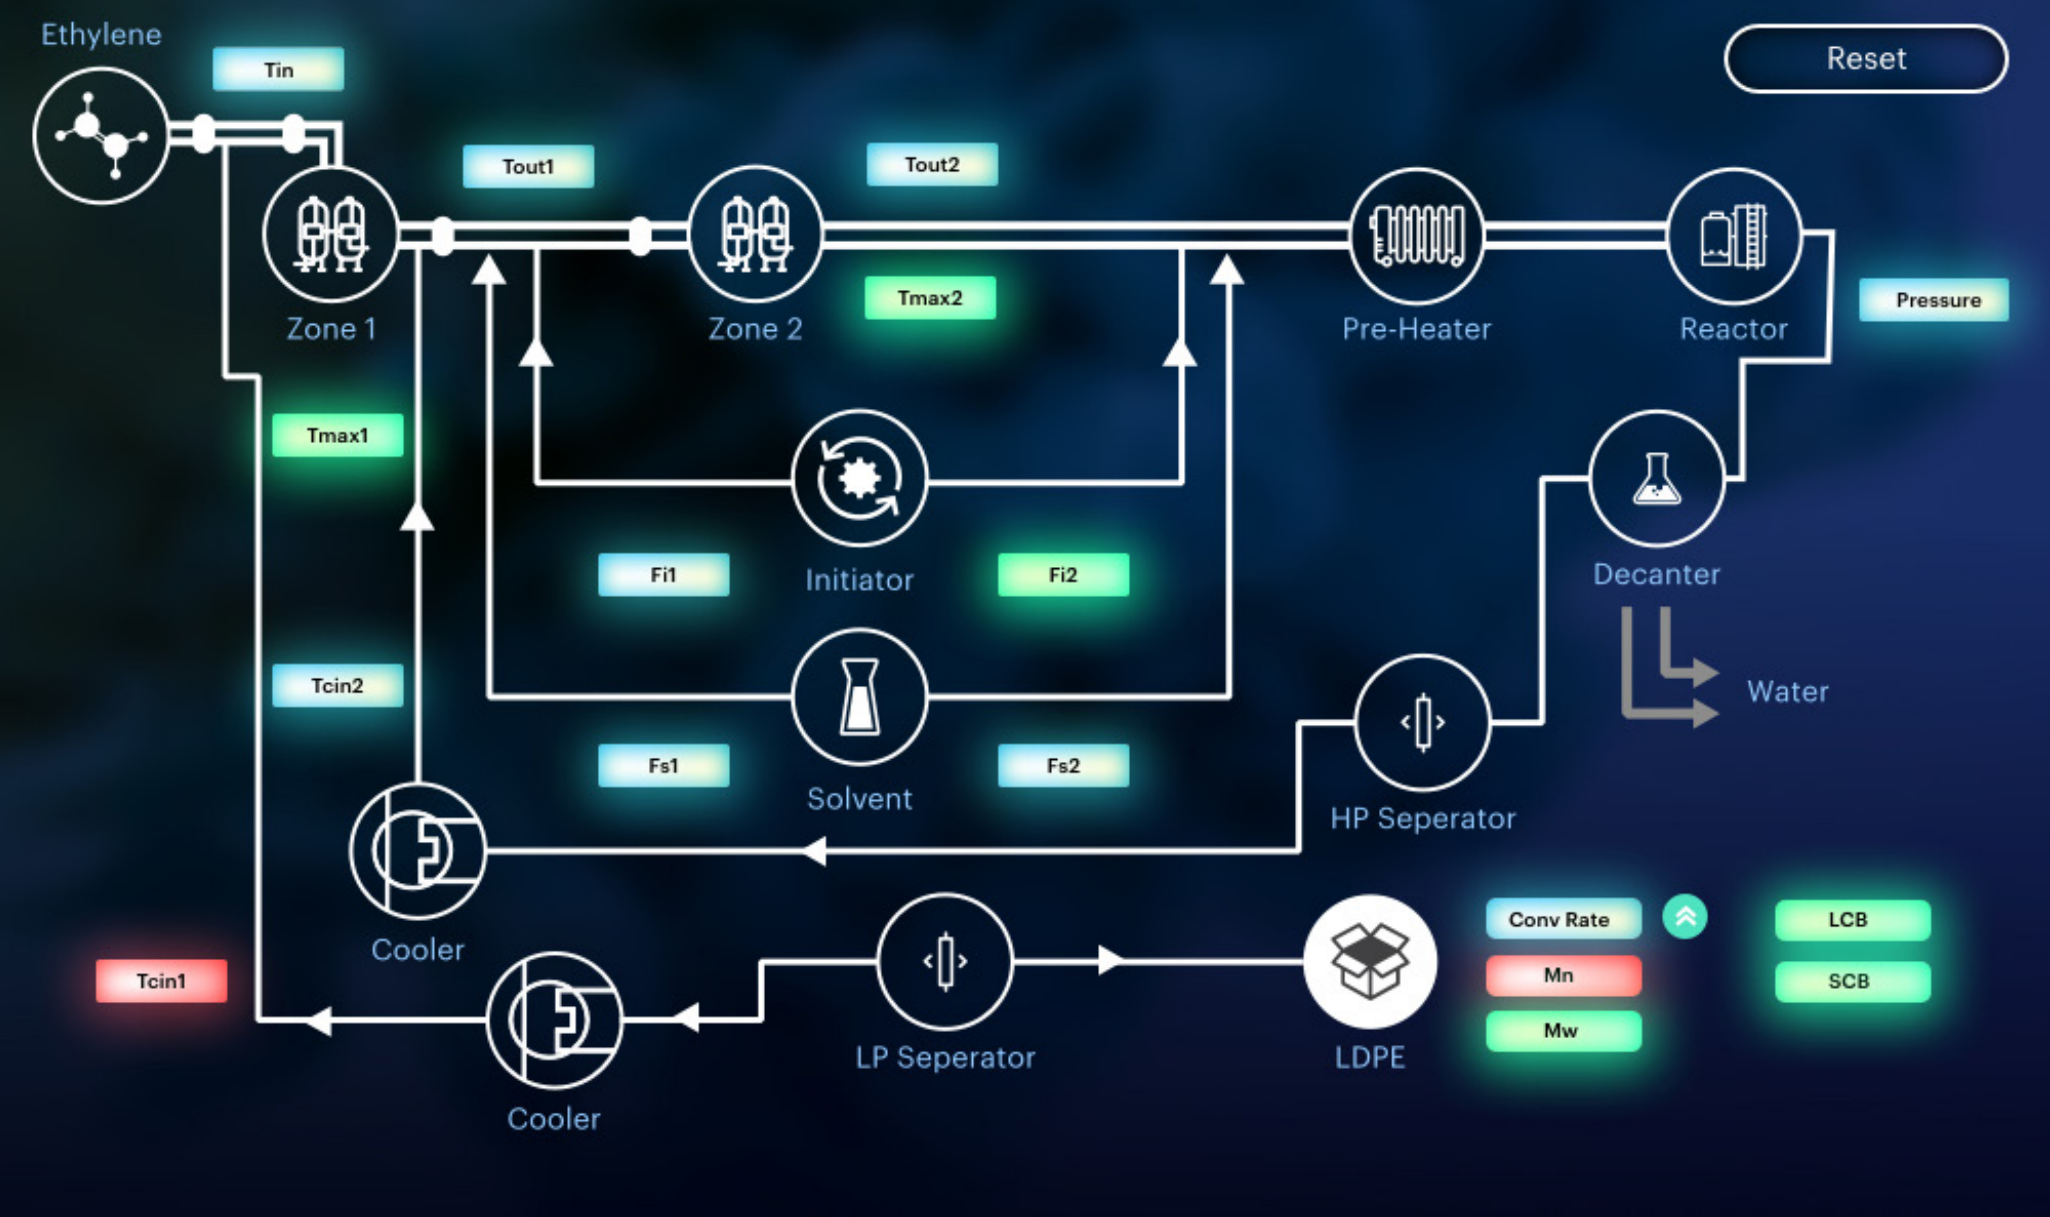 Ethylene
Tin
Reset
Tout1
Tout2
Tmax2
Pressure
Zone 1
Zone 2
Pre-Heater
Reactor
Tmax1
Fi1
Initiator
Fi2
Decanter
Tcin2
Water
Fs1
Solvent
Fs2
HP Seperator
Cooler
Conv Rate
LCB
Tcin1
Mn
SCB
Mw
LP Seperator
LDPE
Cooler